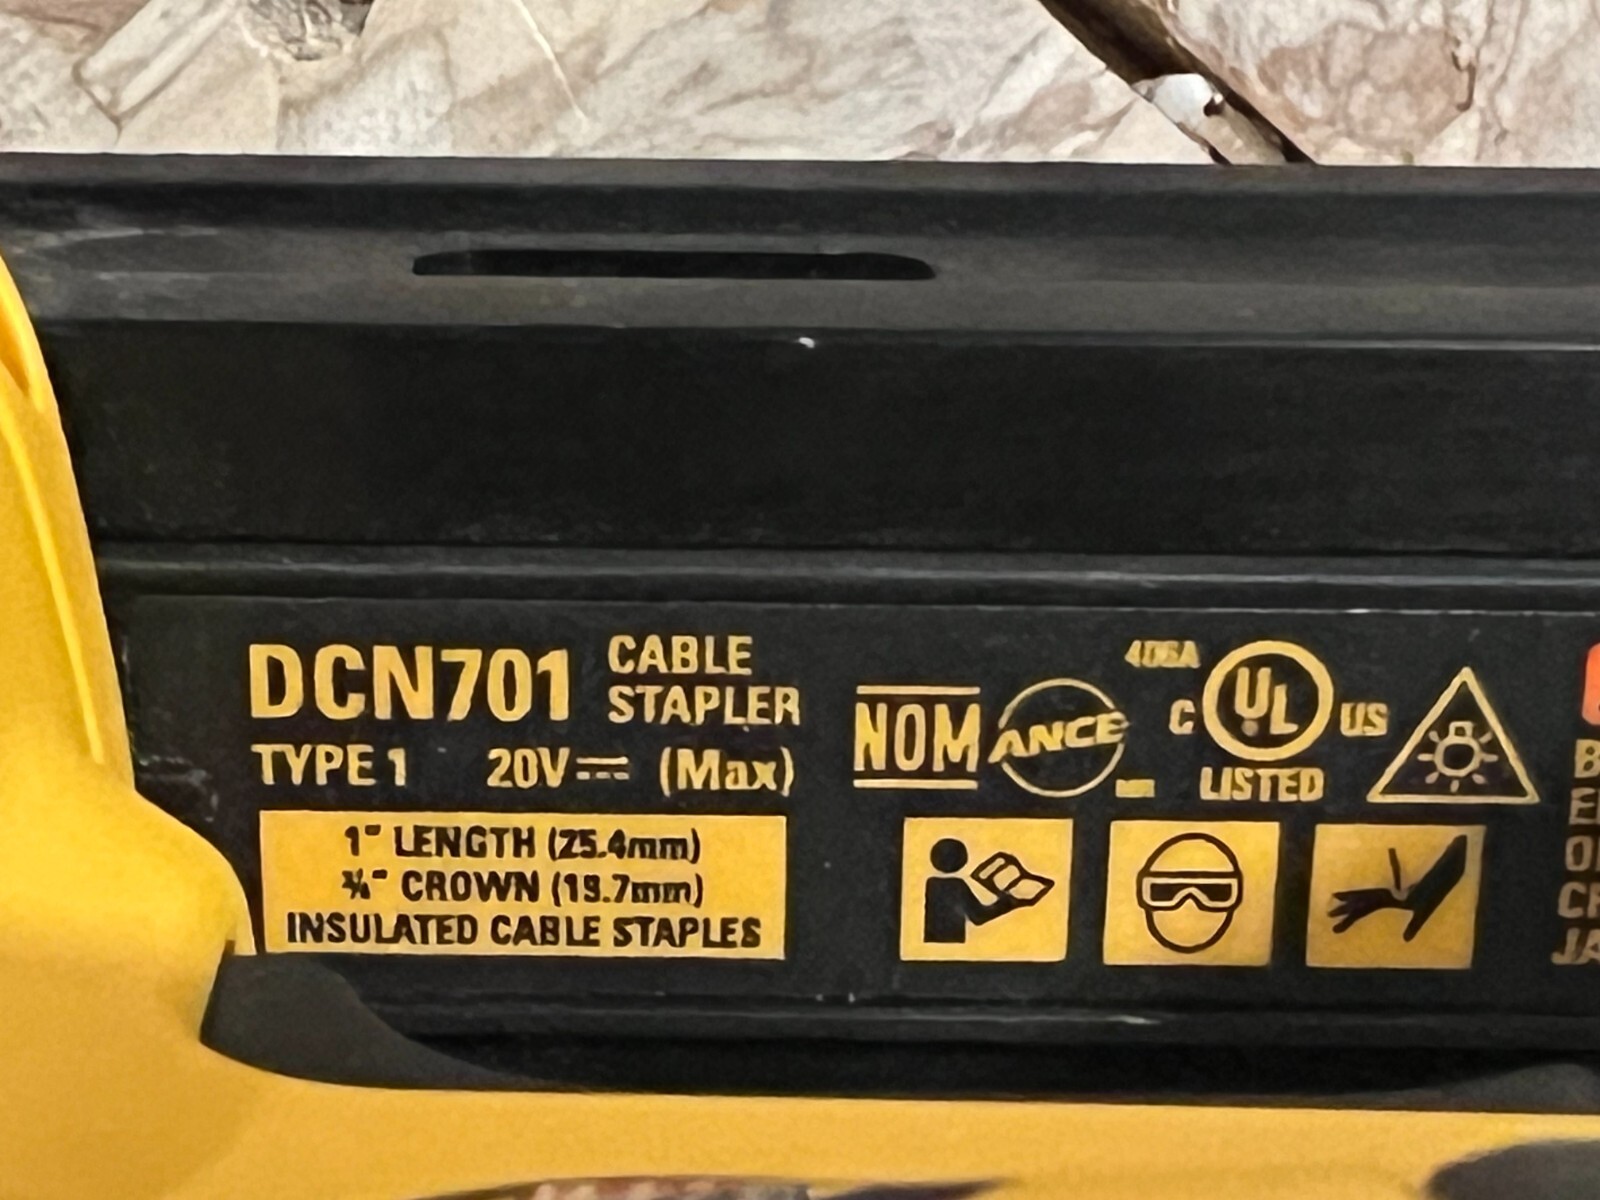 DCN701 CABLE STAPLER
TYPE 1 20V (Max)
1" LENGTH (25.4mm)
¾" CROWN (19.7mm)
INSULATED CABLE STAPLES
NOM ANCE
406A
C UL US
LISTED